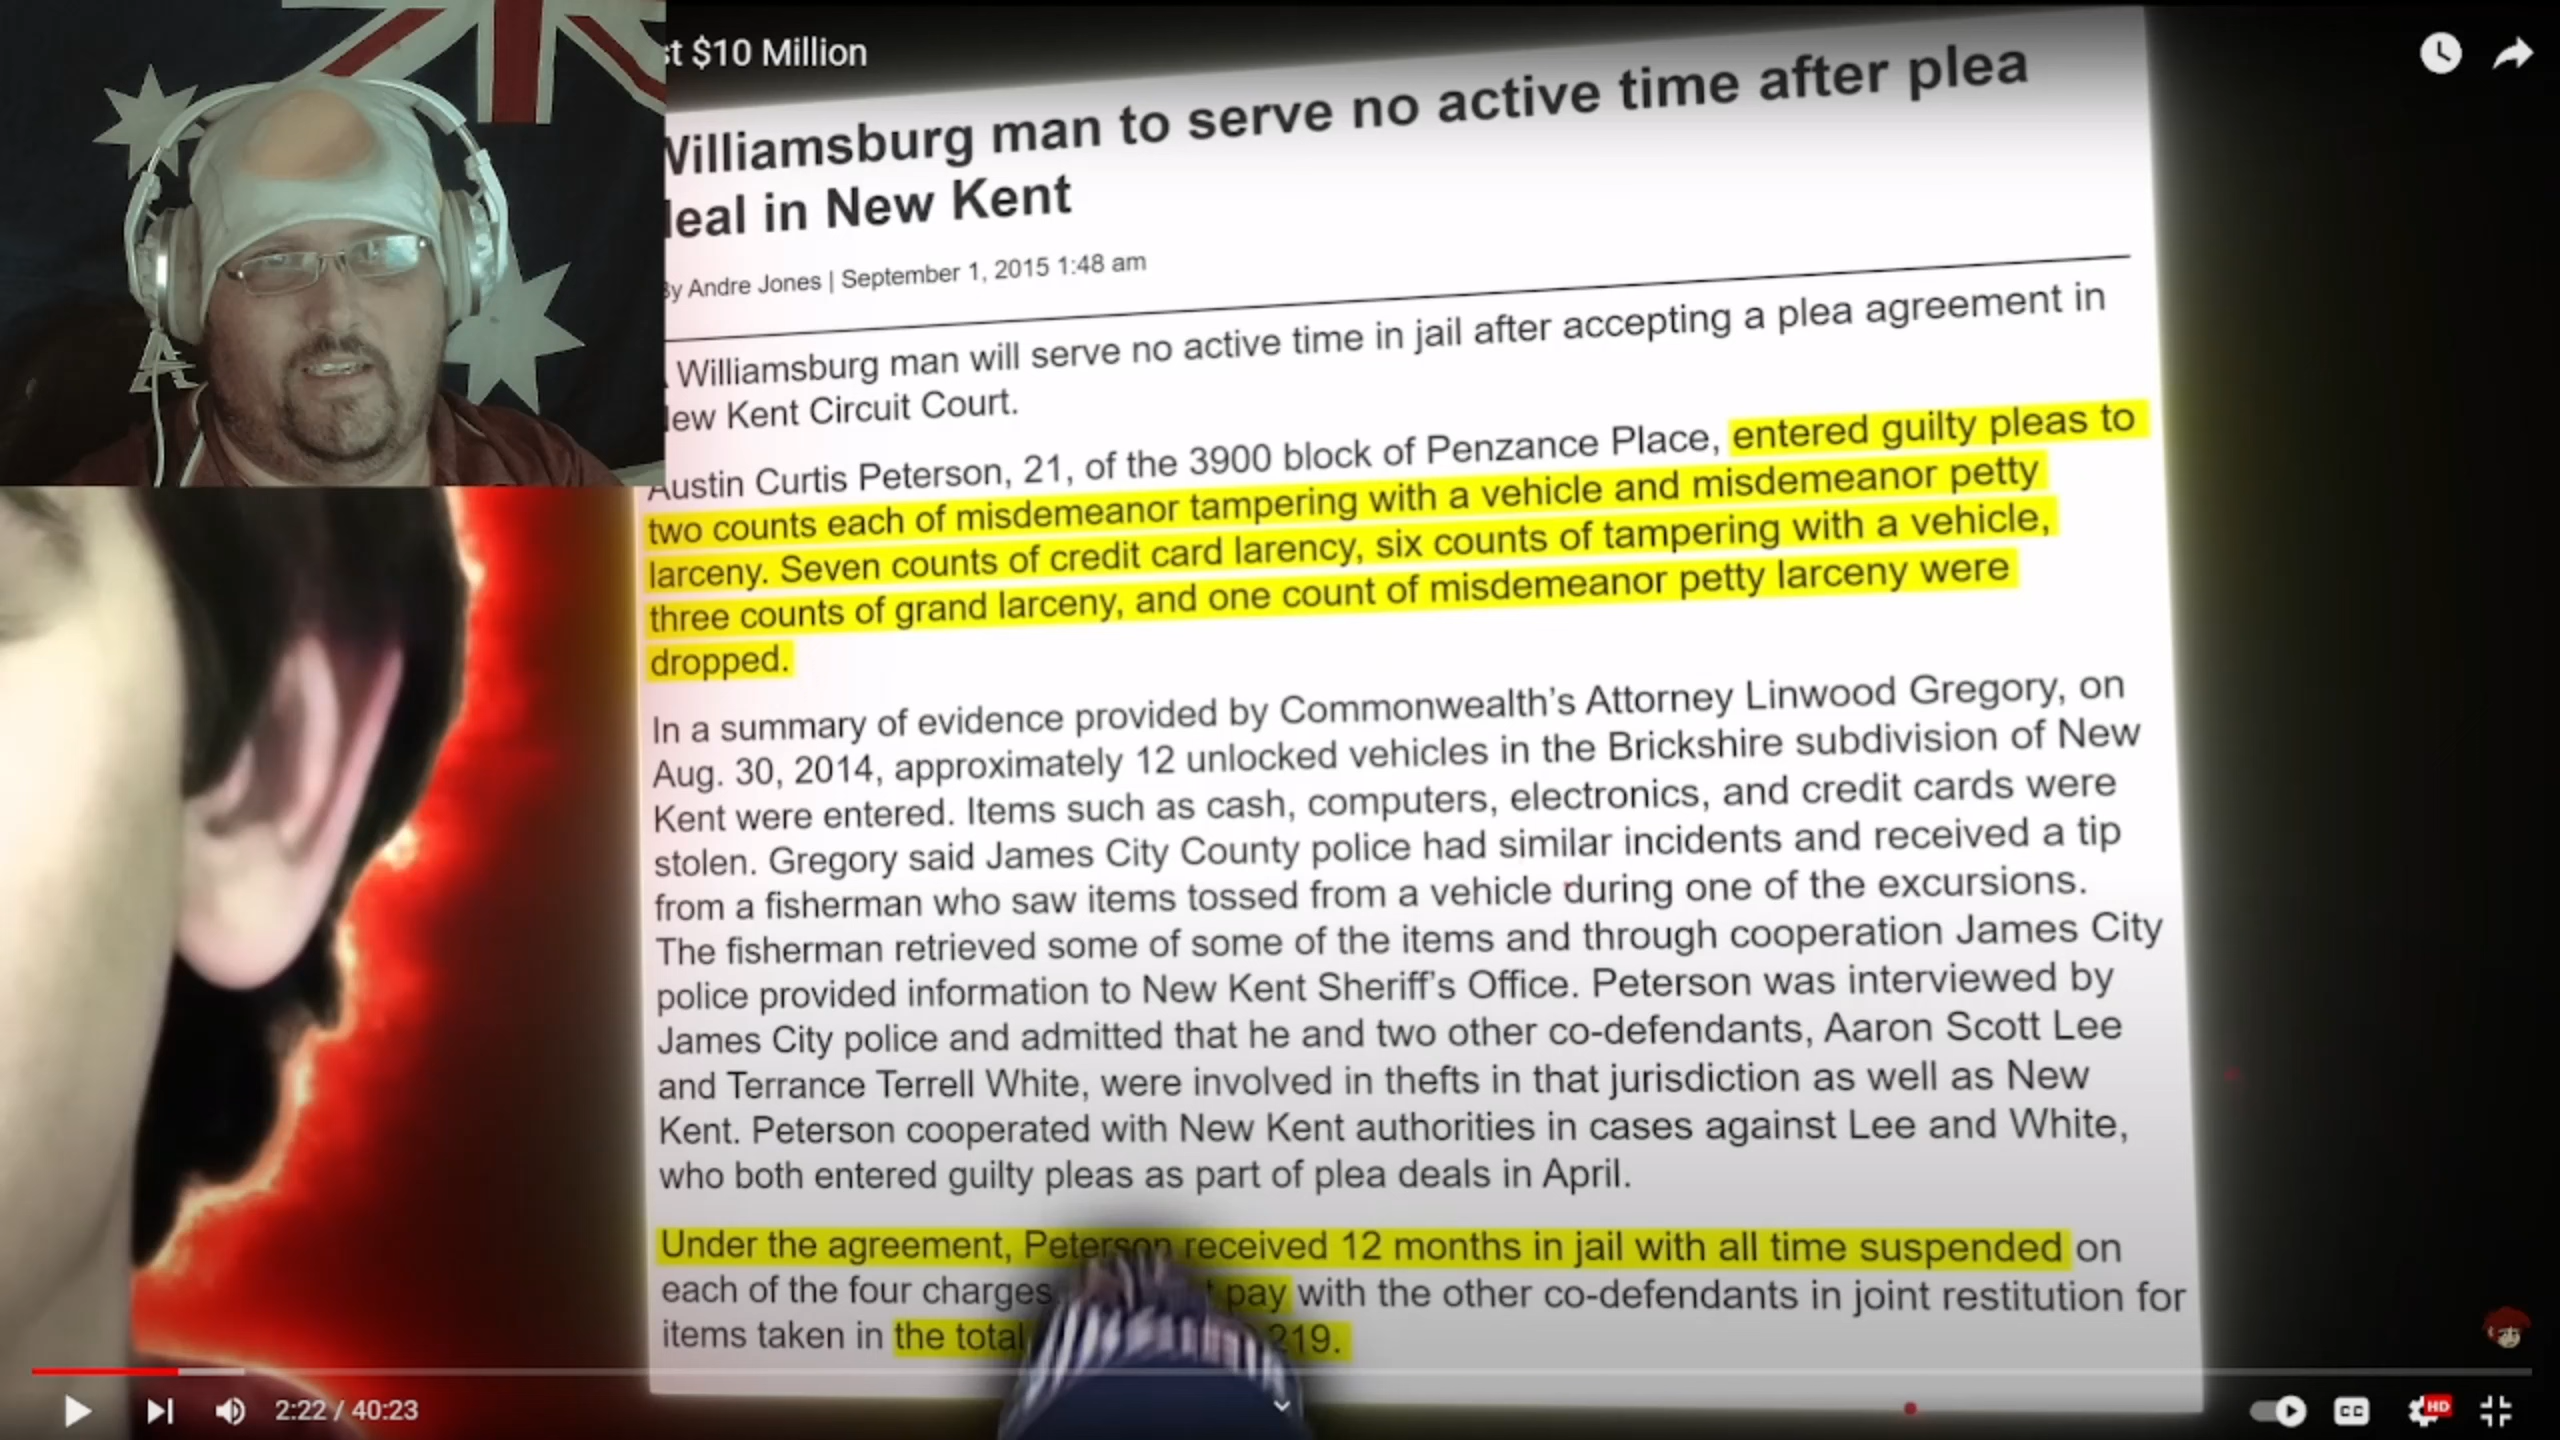 $10 Million
Williamsburg man to serve no active time after plea
deal in New Kent
By Andre Jones | September 1, 2015 1:48 am
Williamsburg man will serve no active time in jail after accepting a plea agreement in
New Kent Circuit Court.
Austin Curtis Peterson, 21, of the 3900 block of Penzance Place, entered guilty pleas to
two counts each of misdemeanor tampering with a vehicle and misdemeanor petty
larceny. Seven counts of credit card larency, six counts of tampering with a vehicle,
three counts of grand larceny, and one count of misdemeanor petty larceny were
dropped.
In a summary of evidence provided by Commonwealth's Attorney Linwood Gregory, on
Aug. 30, 2014, approximately 12 unlocked vehicles in the Brickshire subdivision of New
Kent were entered. Items such as cash, computers, electronics, and credit cards were
stolen. Gregory said James City County police had similar incidents and received a tip
from a fisherman who saw items tossed from a vehicle during one of the excursions.
The fisherman retrieved some of some of the items and through cooperation James City
police provided information to New Kent Sheriff's Office. Peterson was interviewed by
James City police and admitted that he and two other co-defendants, Aaron Scott Lee
and Terrance Terrell White, were involved in thefts in that jurisdiction as well as New
Kent. Peterson cooperated with New Kent authorities in cases against Lee and White,
who both entered guilty pleas as part of plea deals in April.
Under the agreement, Peterson received 12 months in jail with all time suspended on
each of the four charges pay with the other co-defendants in joint restitution for
items taken in the total 219.
2:22 / 40:23
CC
HD